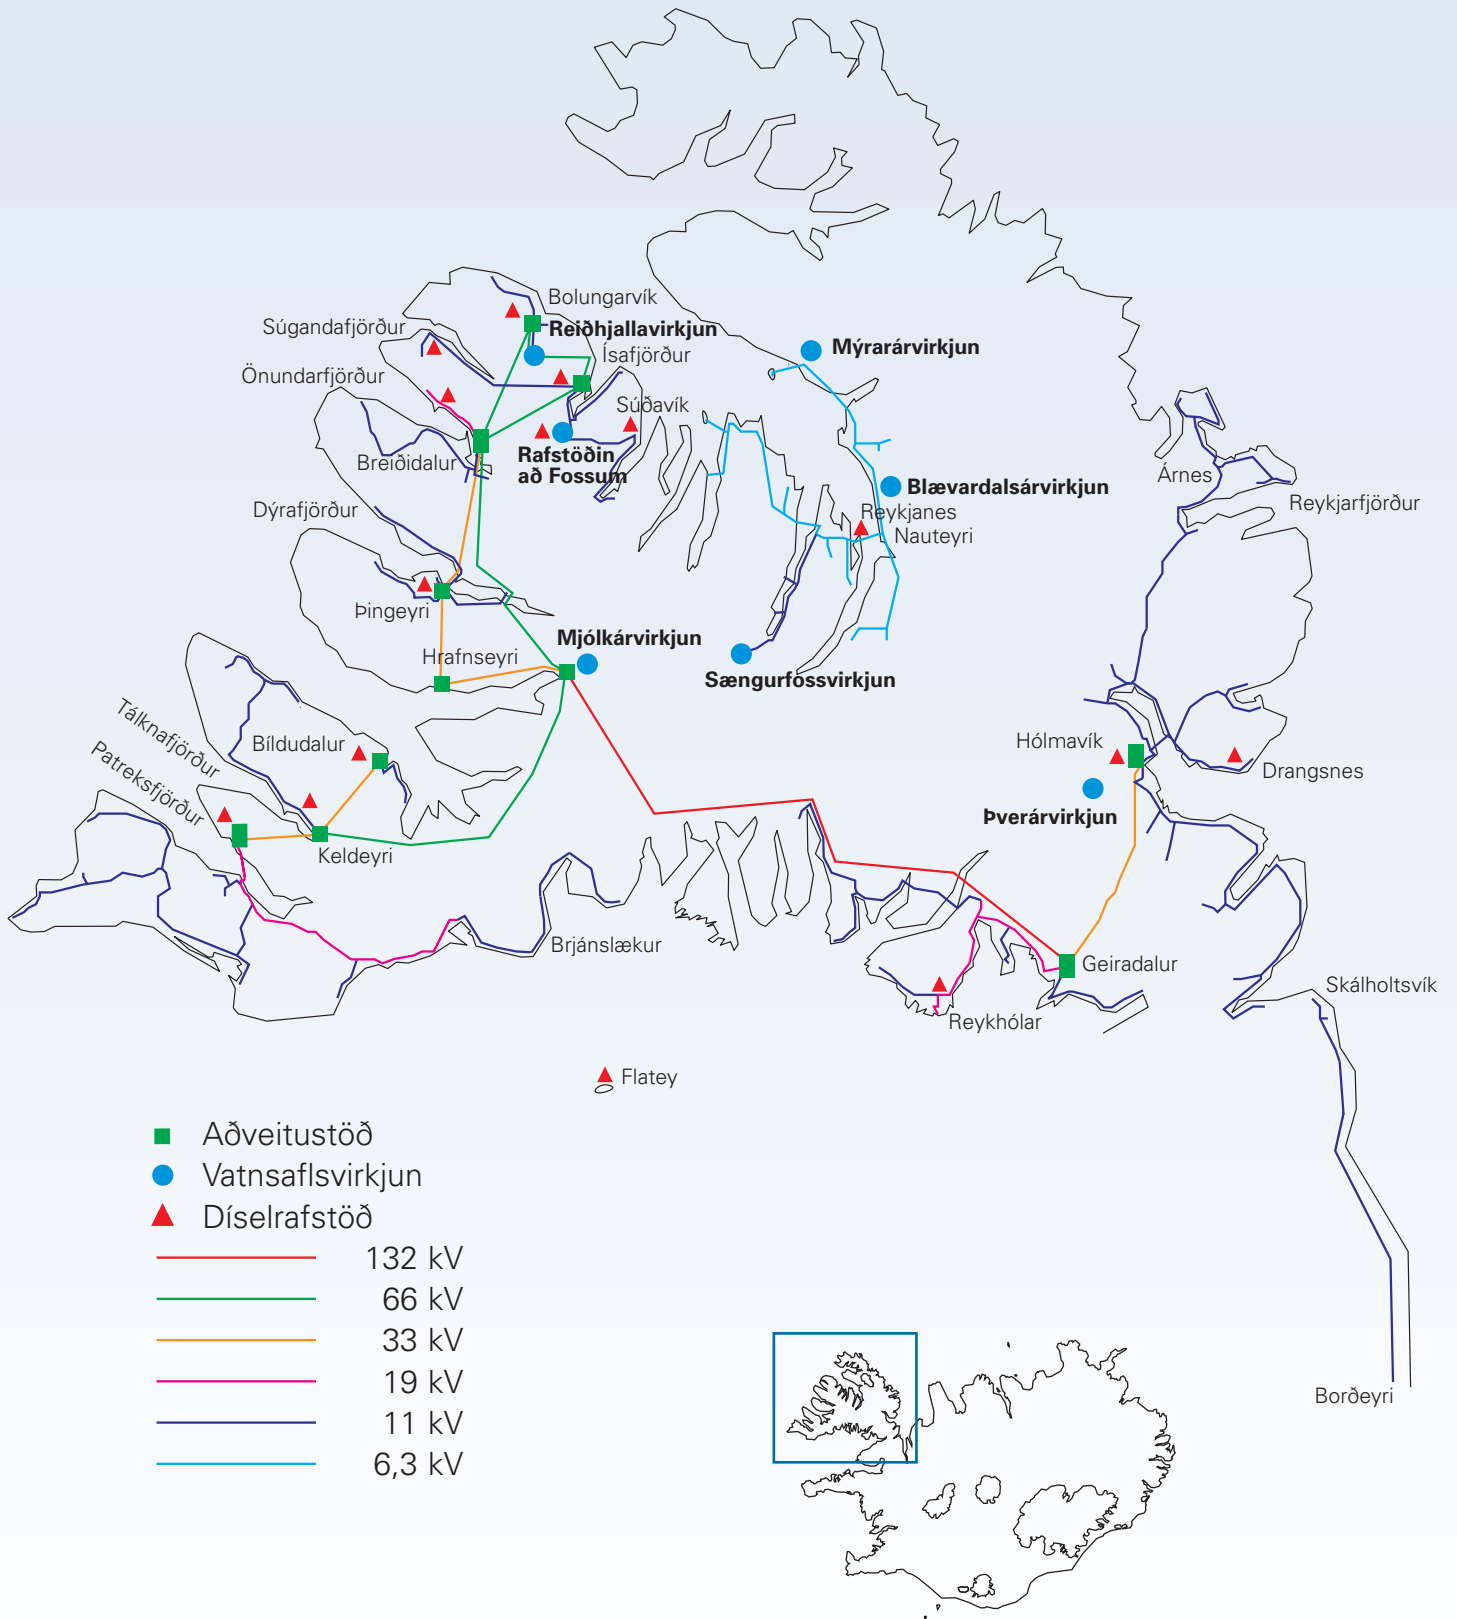 Bolungarvík
Súgandafjörður
Reiðhjallavirkjun
Ísafjörður
Mýrarárvirkjun
Önundarfjörður
Súðavík
Breiðidalur
Rafstöðin
að Fossum
Árnes
Blævardalsárvirkjun
Reykjarfjörður
Dýrafjörður
Reykjanes
Nauteyri
Þingeyri
Mjólkárvirkjun
Hrafnseyri
Sængurfossvirkjun
Tálknafjörður
Bíldudalur
Hólmavík
Patreksfjörður
Drangsnes
Þverárvirkjun
Keldeyri
Brjánslækur
Geiradalur
Skálholtsvík
Reykhólar
Flatey
Aðveitustöð
Vatnsaflsvirkjun
Díselrafstöð
132 kV
66 kV
33 kV
19 kV
11 kV
6,3 kV
Borðeyri